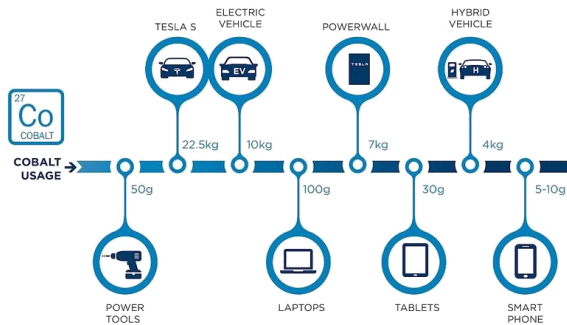 TESLA S
ELECTRIC
VEHICLE
POWERWALL
HYBRID
VEHICLE
T
EV
TESLA
H
27
Co
COBALT
COBALT
USAGE
22.5kg
10kg
7kg
4kg
50g
100g
30g
5-10g
POWER
TOOLS
LAPTOPS
TABLETS
SMART
PHONE